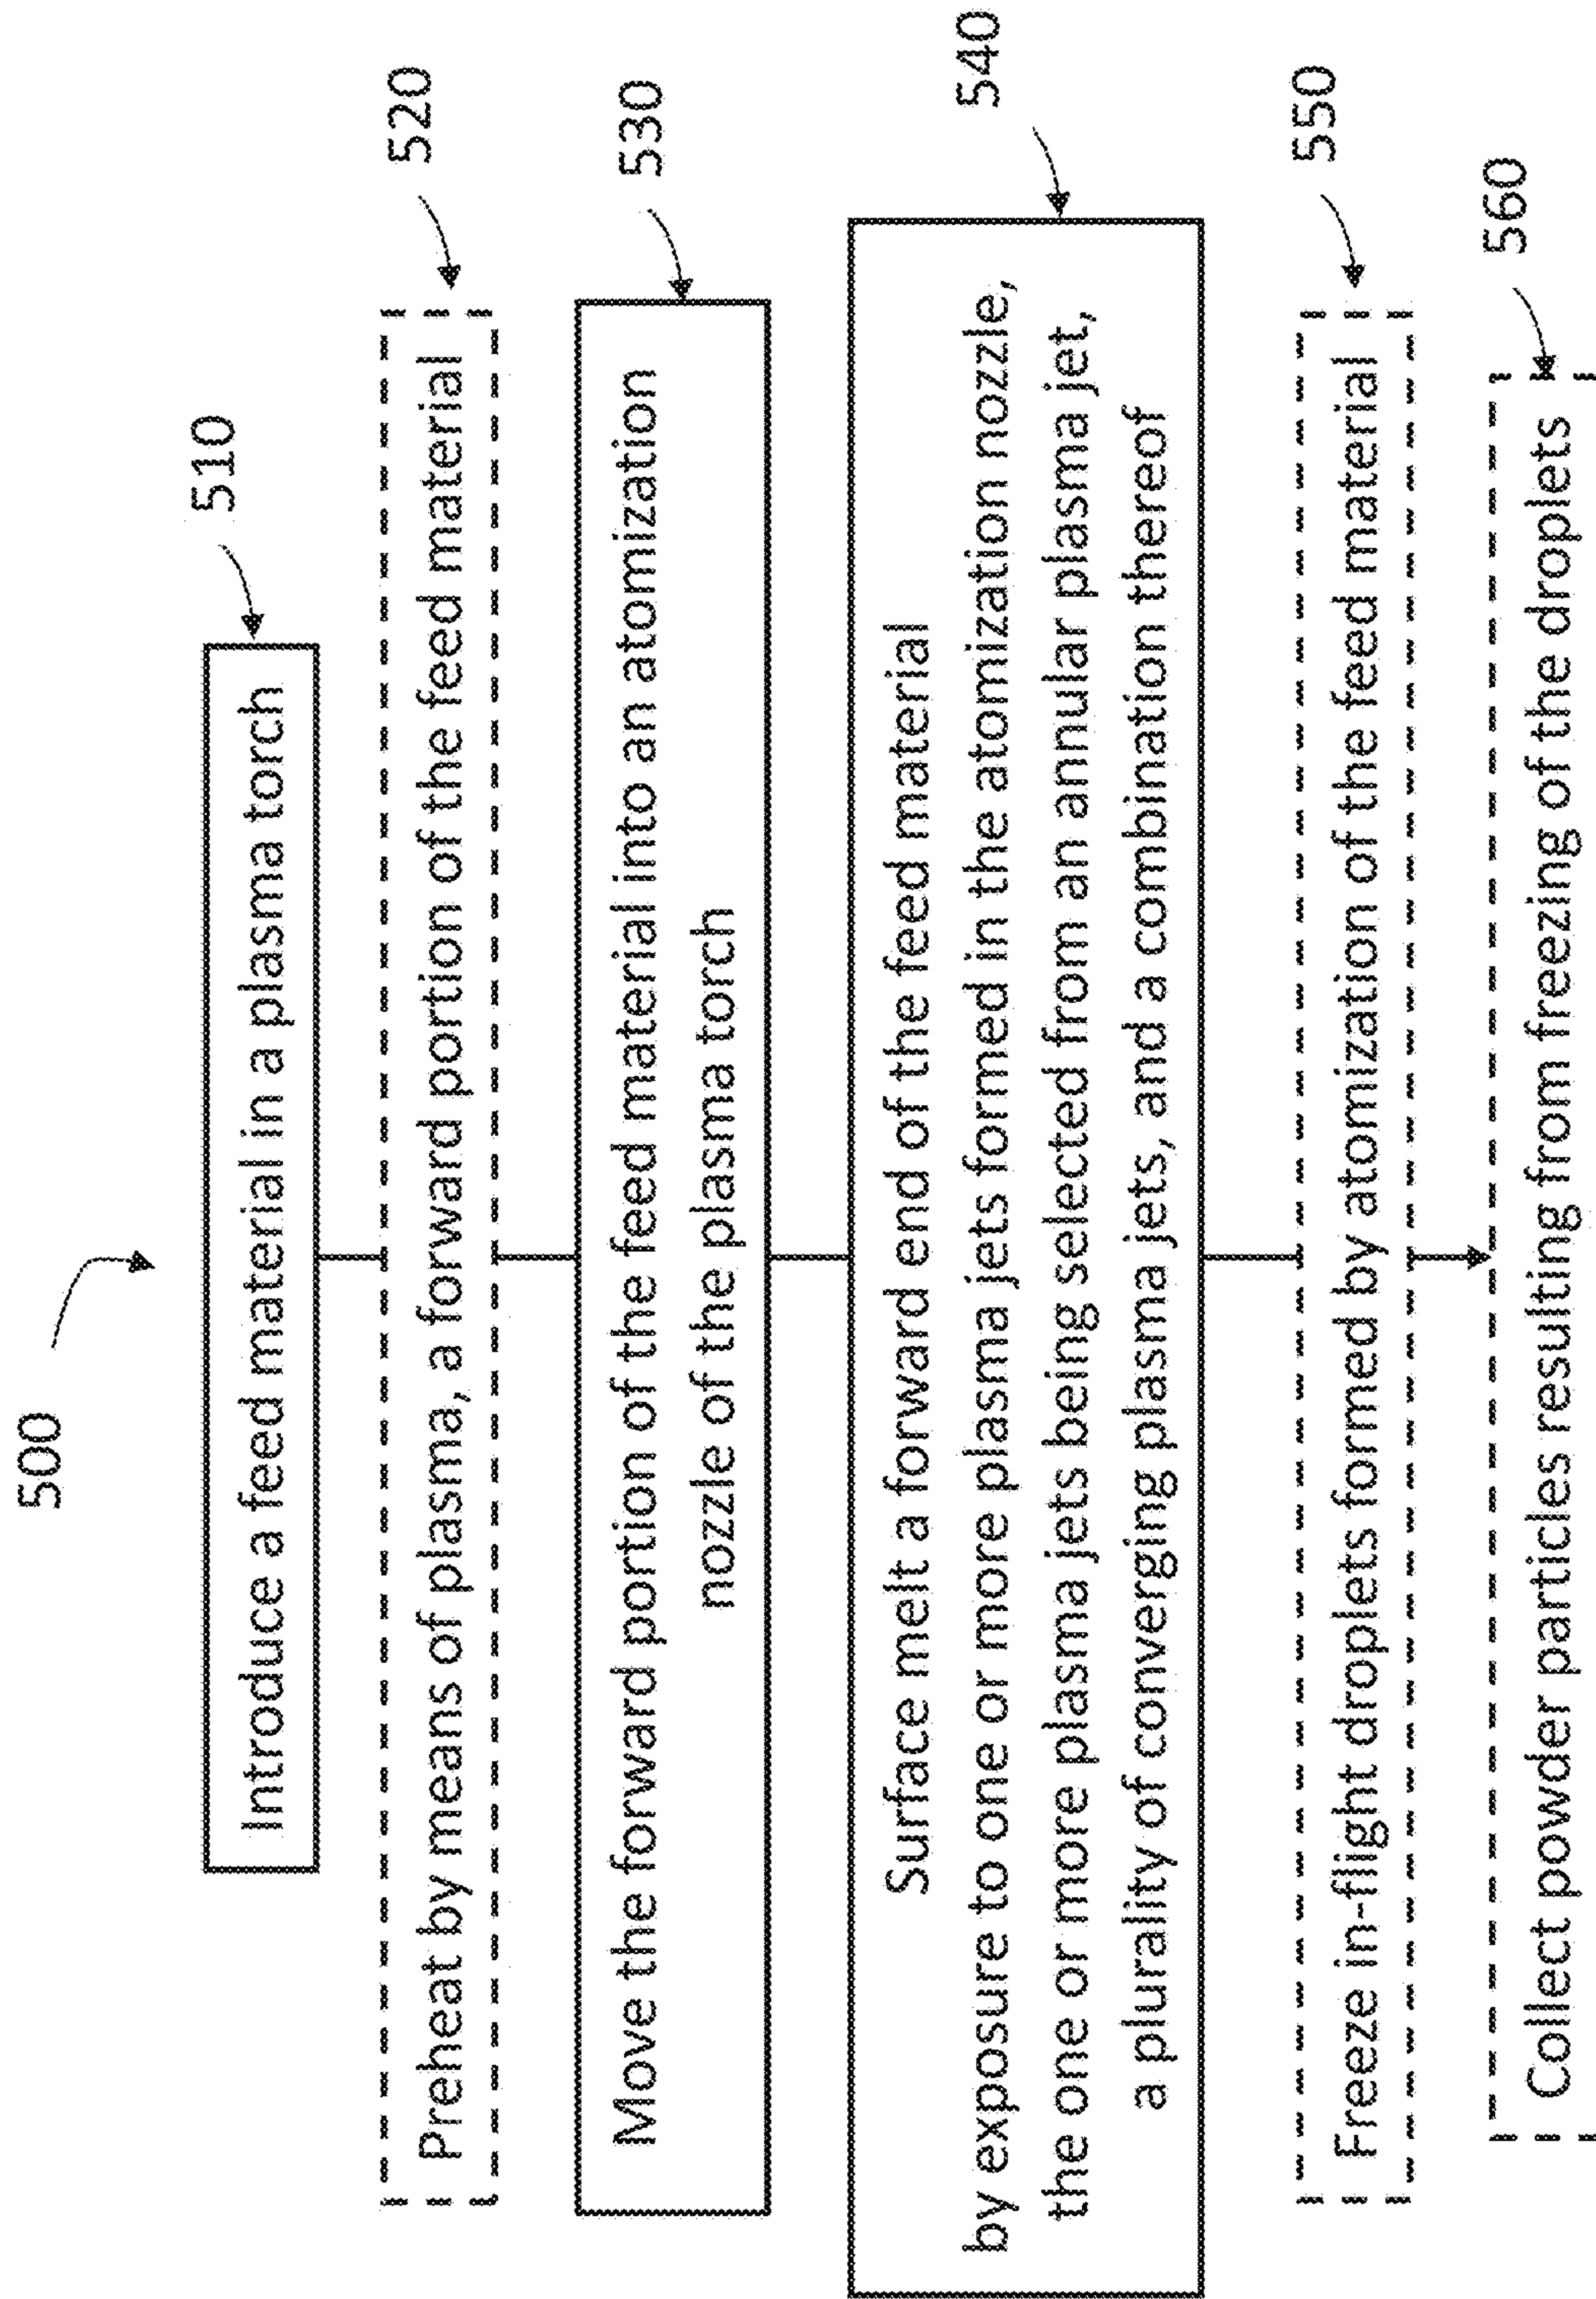 500
510
Introduce a feed material in a plasma torch
520
Preheat by means of plasma, a forward portion of the feed material
530
Move the forward portion of the feed material into an atomization
nozzle of the plasma torch
540
Surface melt a forward end of the feed material
by exposure to one or more plasma jets formed in the atomization nozzle,
the one or more plasma jets being selected from an annular plasma jet,
a plurality of converging plasma jets, and a combination thereof
550
Freeze in-flight droplets formed by atomization of the feed material
560
Collect powder particles resulting from freezing of the droplets